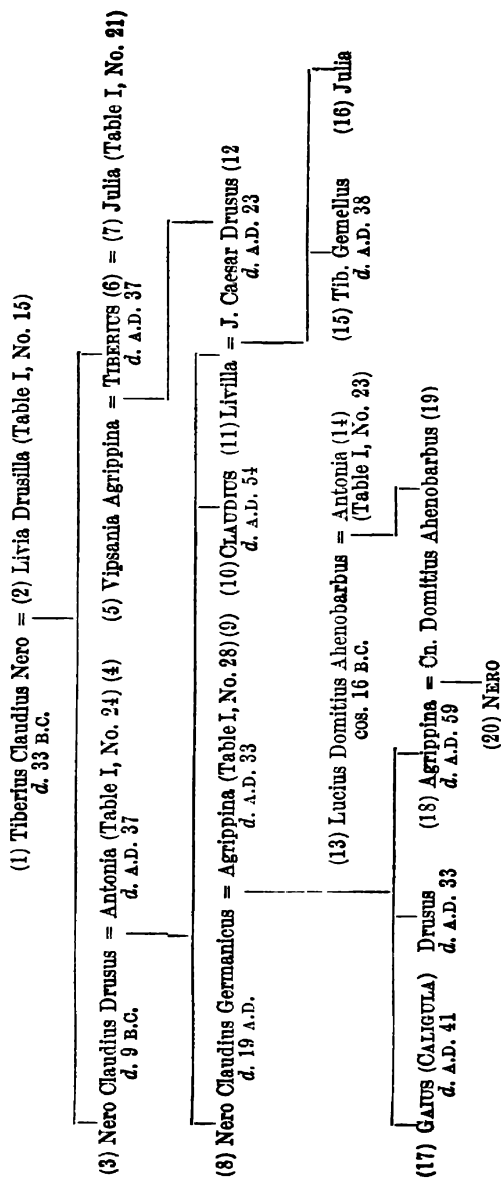 (1) Tiberius Claudius Nero = (2) Livia Drusilla (Table I, No. 15)
d. 33 B.C.
(3) Nero Claudius Drusus = Antonia (Table I, No. 24) (4) (5) Vipsania Agrippina = TIBERIUS (6) = (7) Julia (Table I, No. 21)
d. 9 B.C. d. A.D. 37 d. A.D. 37
(8) Nero Claudius Germanicus = Agrippina (Table I, No. 28) (9) (10) CLAUDIUS (11) Livilla = J. Caesar Drusus (12
d. 19 A.D. d. A.D. 33 d. A.D. 54 d. A.D. 23
(13) Lucius Domitius Ahenobarbus = Antonia (14) (15) Tib. Gemellus (16) Julia
cos. 16 B.C. (Table I, No. 23) d. A.D. 38
(17) GAIUS (CALIGULA) Drusus (18) Agrippina = Cn. Domitius Ahenobarbus (19)
d. A.D. 41 d. A.D. 33 d. A.D. 59
(20) NERO